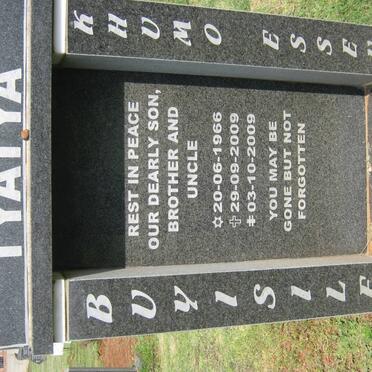 TYATYA
BUYISILE
REST IN PEACE
OUR DEARLY SON,
BROTHER AND
UNCLE
✡20-06-1966
✝29-09-2009
⋕03-10-2009
YOU MAY BE
GONE BUT NOT
FORGOTTEN
KHUMO ESSE